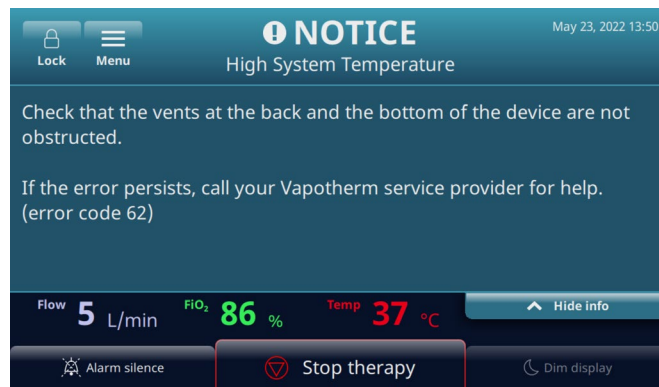 NOTICE
May 23, 2022 13:50
Lock
Menu
High System Temperature
Check that the vents at the back and the bottom of the device are not
obstructed.
If the error persists, call your Vapotherm service provider for help.
(error code 62)
Flow 5 L/min
FiO₂ 86 %
Temp 37 °C
Hide info
Alarm silence
Stop therapy
Dim display